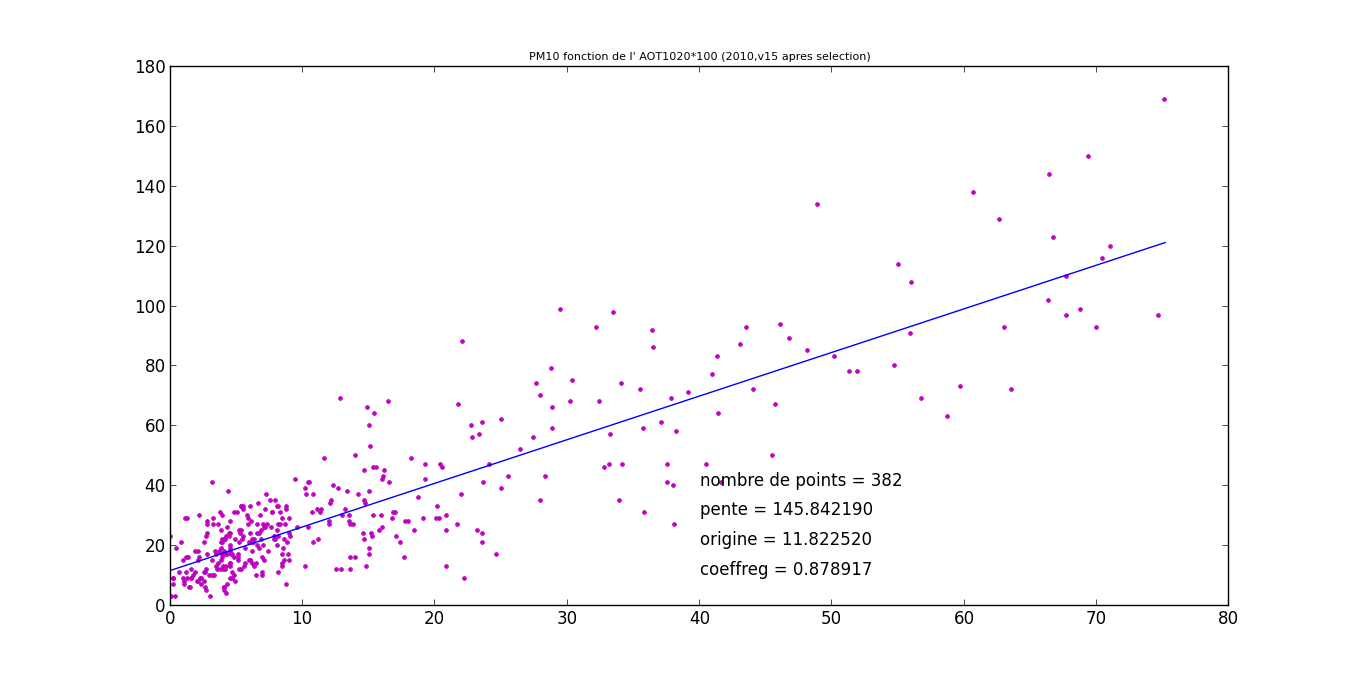 PM10 fonction de l' AOT1020*100 (2010,v15 apres selection)
180
160
140
120
100
80
60
40
20
0
nombre de points = 382
pente = 145.842190
origine = 11.822520
coeffreg = 0.878917
0 10 20 30 40 50 60 70 80